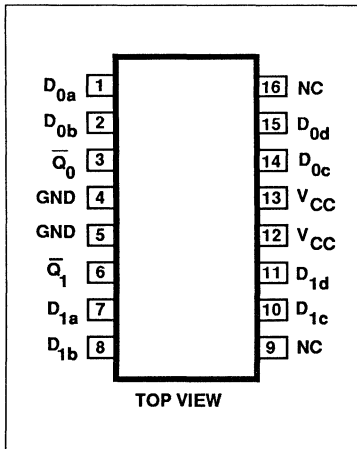 D0a 1 16 NC
D0b 2 15 D0d
Q̅0 3 14 D0c
GND 4 13 VCC
GND 5 12 VCC
Q̅1 6 11 D1d
D1a 7 10 D1c
D1b 8 9 NC
TOP VIEW